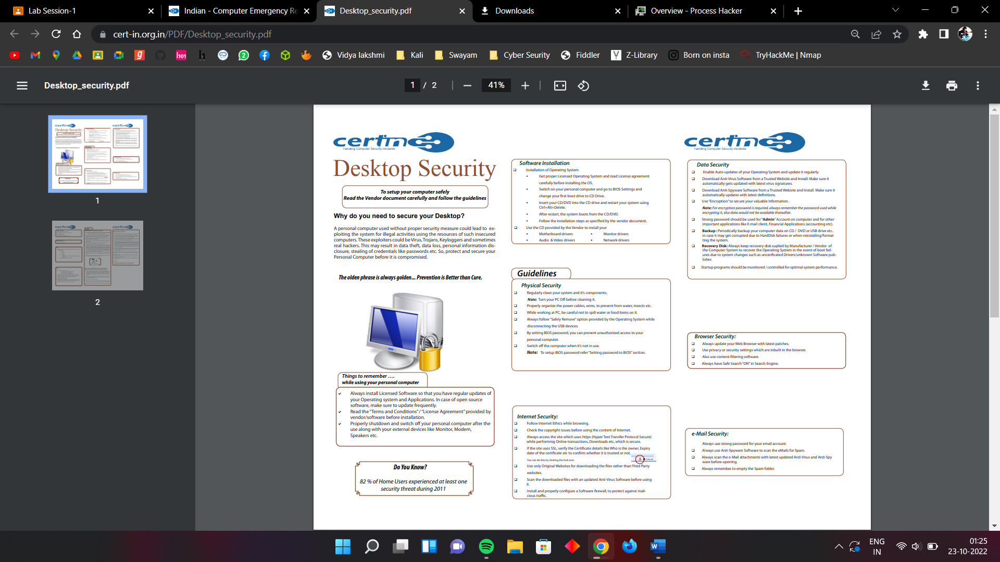 Lab Session-1
Indian - Computer Emergency Re
Desktop_security.pdf
Downloads
Overview - Process Hacker
cert-in.org.in/PDF/Desktop_security.pdf
Vidya lakshmi
Kali
Swayam
Cyber Seurity
Fiddler
Z-Library
Born on insta
TryHackMe | Nmap
Desktop_security.pdf
1 / 2
41%
1
2
certin
Handling Computer Security Incidents
Desktop Security
To setup your computer safely
Read the Vendor document carefully and follow the guidelines
Why do you need to secure your Desktop?
A personal computer used without proper security measure could lead to ex-
ploiting the system for illegal activities using the resources of such insecured
computers. These exploiters could be Virus, Trojans, Keyloggers and sometimes
real hackers. This may result in data theft, data loss, personal information dis-
closure, stealing of credentials like passwords etc. So, protect and secure your
Personal Computer before it is compromised.
The olden phrase is always golden... Prevention is Better than Cure.
Things to remember ....
while using your personal computer
Always install Licensed Software so that you have regular updates of
your Operating system and Applications. In case of open source
software, make sure to update frequently.
Read the "Terms and Conditions" / "License Agreement" provided by
vendor/software before installation.
Properly shutdown and switch off your personal computer after the
use along with your external devices like Monitor, Modem,
Speakers etc.
Do You Know?
82 % of Home Users experienced at least one
security threat during 2011
Software Installation
Installation of Operating System
Get proper Licensed Operating System and read License agreement
carefully before installing the OS.
Switch on your personal computer and go to BIOS Settings and
change your first boot drive to CD Drive.
Insert your CD/DVD into the CD drive and restart your system using
Ctrl+Alt+Delete.
After restart, the system boots from the CD/DVD.
Follow the installation steps as specified by the vendor document.
Use the CD provided by the Vendor to install your
Motherboard drivers
Monitor drivers
Audio & Video drivers
Network drivers
Guidelines
Physical Security
Regularly clean your system and it's components.
Note: Turn your PC Off before cleaning it.
Properly organize the power cables, wires, to prevent from water, insects etc.
While working at PC, be careful not to spill water or food items on it.
Always follow "Safely Remove" option provided by the Operating System while
disconnecting the USB devices.
By setting BIOS password, you can prevent unauthorized access to your
personal computer.
Switch off the computer when it's not in use.
Note: To setup BIOS password refer "Setting password to BIOS" section.
Internet Security:
Follow Internet Ethics while browsing.
Check the copyright issues before using the content of Internet.
Always access the site which uses https (Hyper Text Transfer Protocol Secure)
while performing Online transactions, Downloads etc, which is secure.
If the site uses SSL, verify the Certificate details like Who is the owner, Expiry
date of the certificate etc to confirm whether it is trusted or not.
You can do this by clicking the lock icon.
Internet
Use only Original Websites for downloading the files rather than Third Party
websites.
Scan the downloaded files with an updated Anti-Virus Software before using
it.
Install and properly configure a Software firewall, to protect against mali-
cious traffic.
certin
Handling Computer Security Incidents
Data Security
Enable Auto-updates of your Operating System and update it regularly.
Download Anti-Virus Software from a Trusted Website and Install. Make sure it
automatically gets updated with latest virus signatures.
Download Anti-Spyware Software from a Trusted Website and Install. Make sure it
automatically updates with latest definitions.
Use "Encryption" to secure your valuable Information.
Note: For encryption password is required, always remember the password used while
encrypting it, else data would not be available thereafter.
Strong password should be used for "Admin" Account on computer and for other
important applications like E-mail client, Financial Applications (accounting etc).
Backup : Periodically backup your computer data on CD / DVD or USB drive etc..
in case it may get corrupted due to HardDisk failures or when reinstalling/format
ting the system.
Recovery Disk: Always keep recovery disk suplied by Manufacturer / Vendor of
the Computer System to recover the Operating System in the event of boot fail-
ures due to system changes such as uncerificated Drivers/unknown Software pub-
lisher.
Startup programs should be monitored / controlled for optimal system performance.
Browser Security:
Always update your Web Browser with latest patches.
Use privacy or security settings which are inbuilt in the browser.
Also use content filtering software.
Always have Safe Search "ON" in Search Engine.
e-Mail Security:
Always use strong password for your email account.
Always use Anti-Spyware Software to scan the eMails for Spam.
Always scan the e-Mail attachments with latest updated Anti-Virus and Anti-Spy
ware before opening.
Always remember to empty the Spam folder.
ENG
IN
01:25
23-10-2022